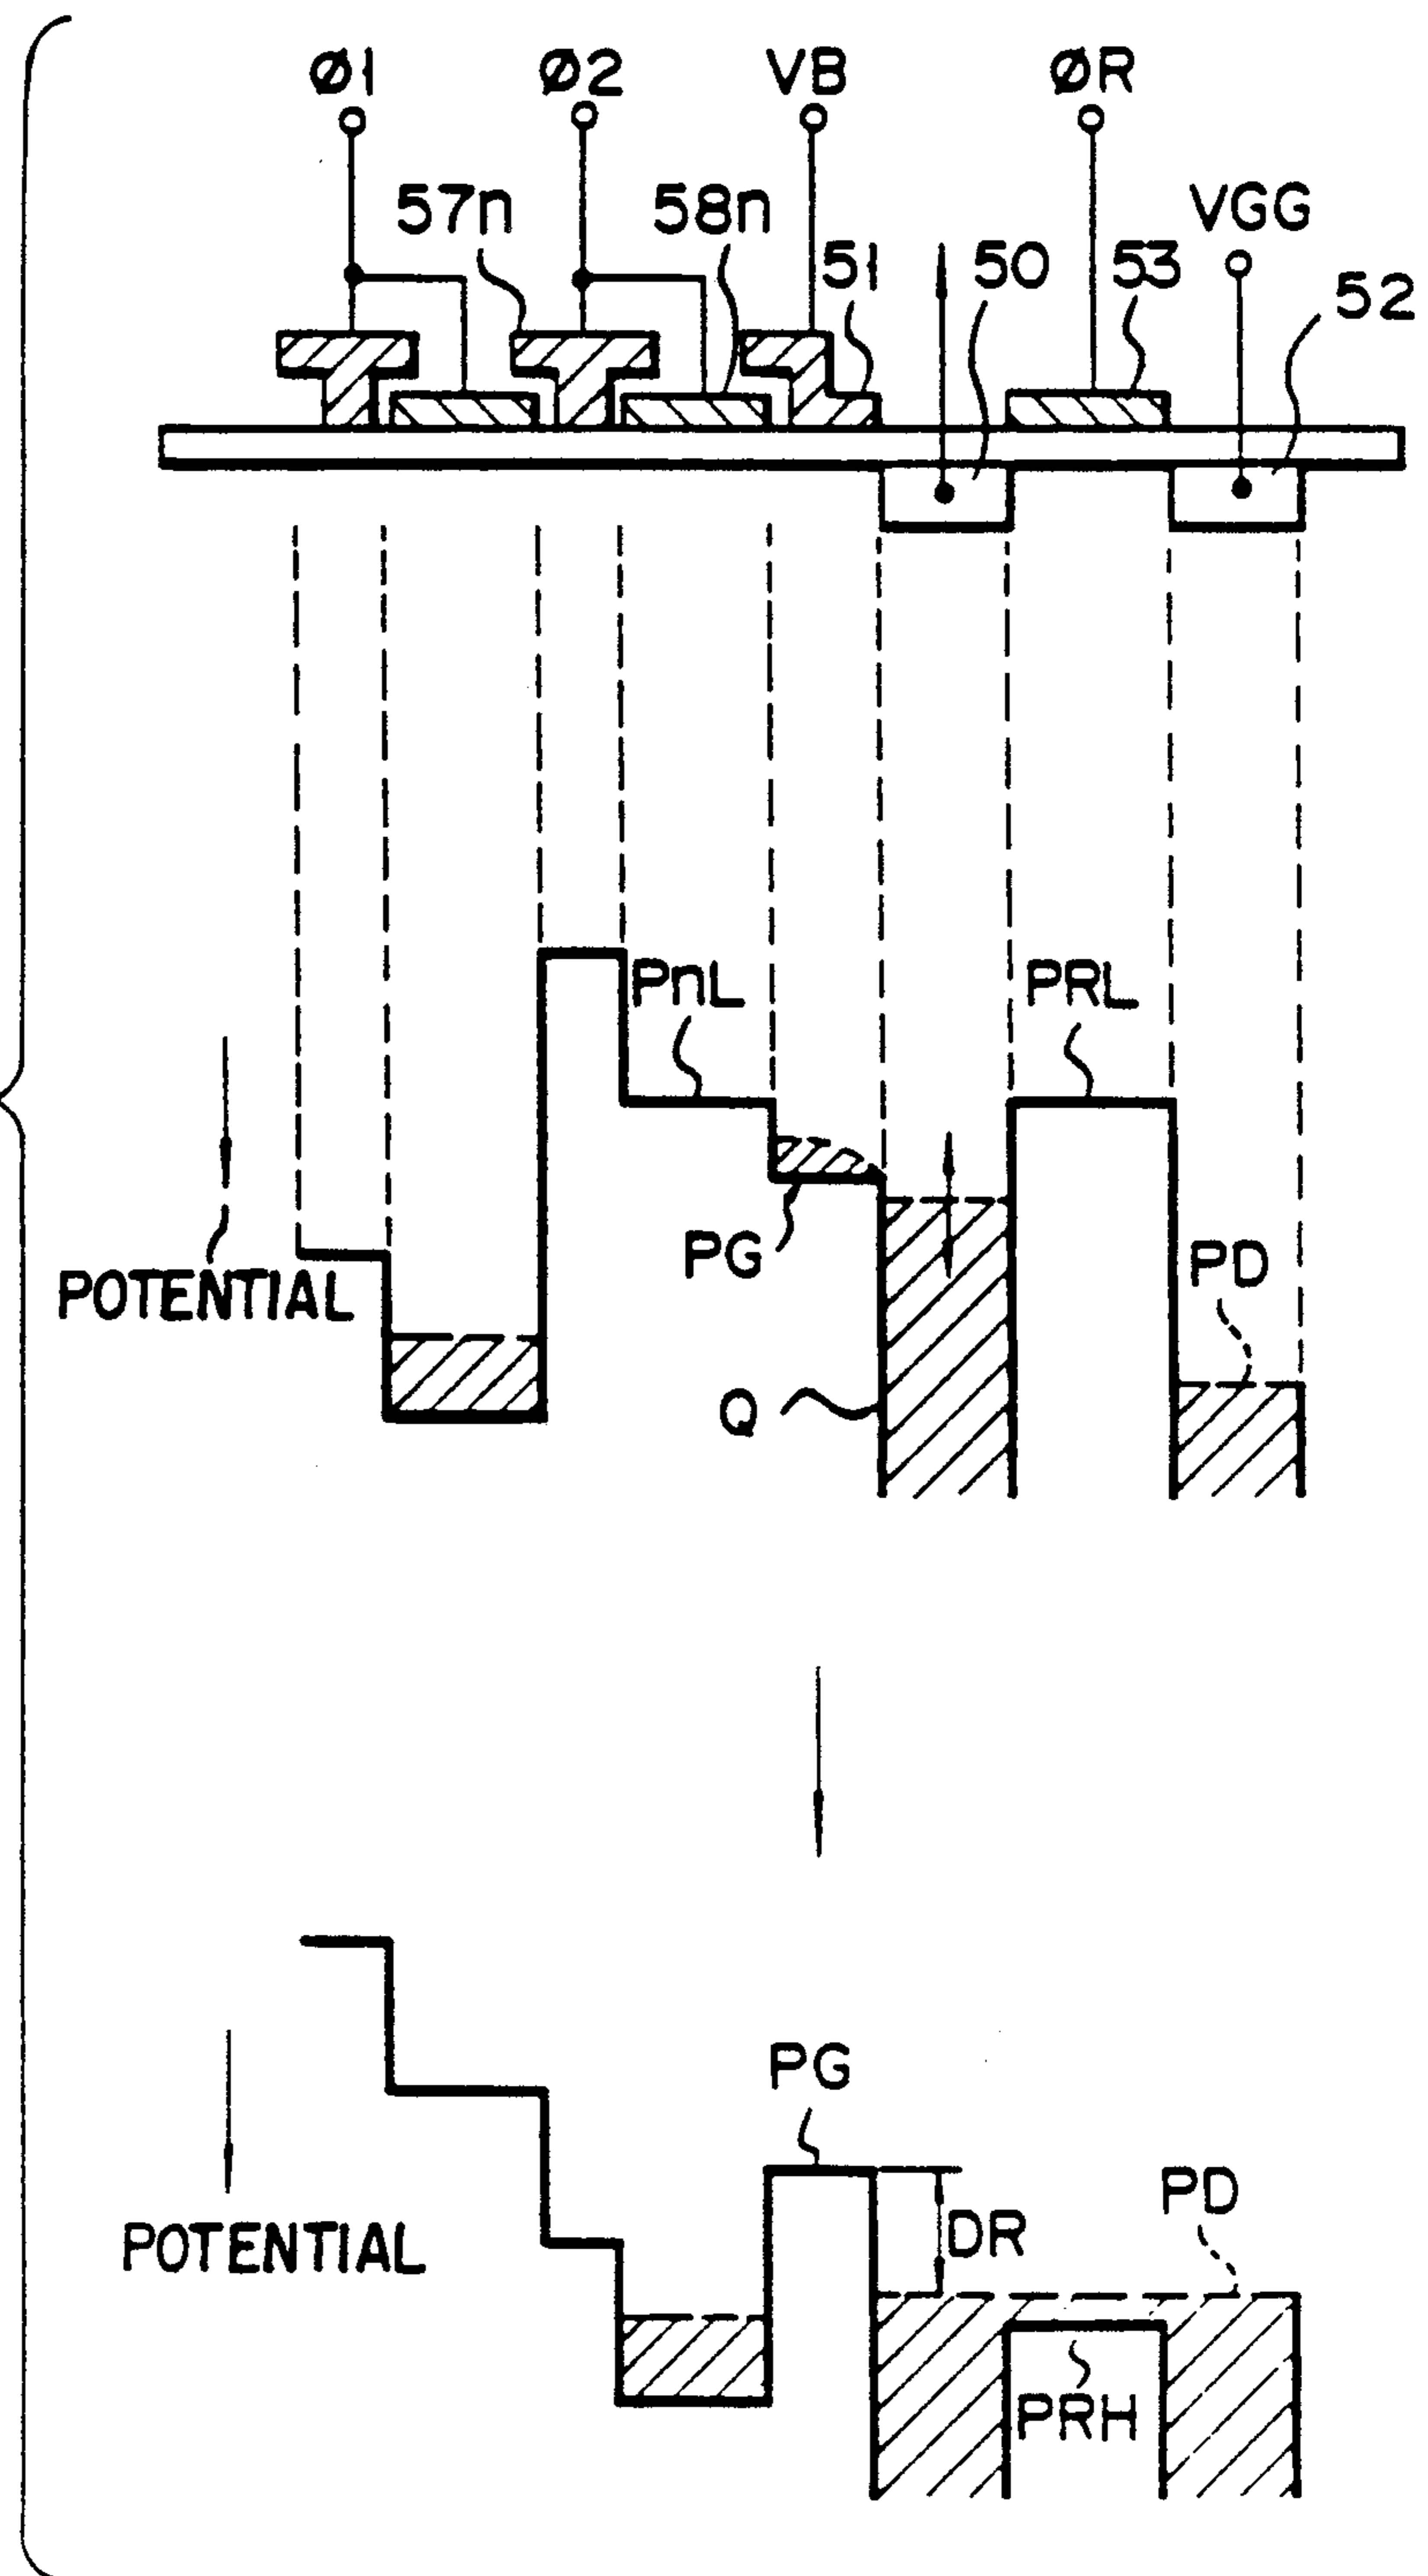 Ø1 Ø2 VB ØR
57n 58n VGG
51 50 53 52
PnL PRL
PG PD
POTENTIAL
Q
PG
PD
DR
POTENTIAL
PRH